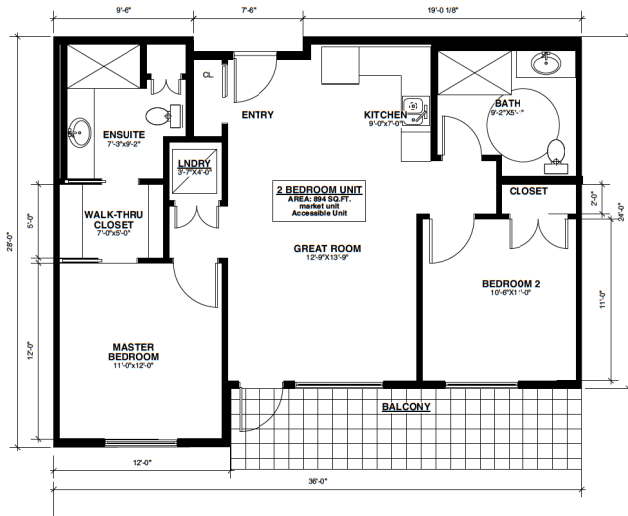 9'-6"
7'-6"
19'-0 1/8"
CL.
ENTRY
KITCHEN
9'-0"x7'-0"
BATH
9'-2"X5'-
ENSUITE
7'-3"x9'-2"
LNDRY
3'-7"X4'-0"
2 BEDROOM UNIT
AREA: 894 SQ.FT.
market unit
Accessible Unit
CLOSET
WALK-THRU
CLOSET
7'-0"x5'-0"
GREAT ROOM
12'-9"X13'-9"
BEDROOM 2
MASTER
BEDROOM
11'-0"x12'-0"
BALCONY
28'-0"
5'-0"
12'-0"
2'-0"
24'-0"
11'-0"
12'-0"
36'-0"